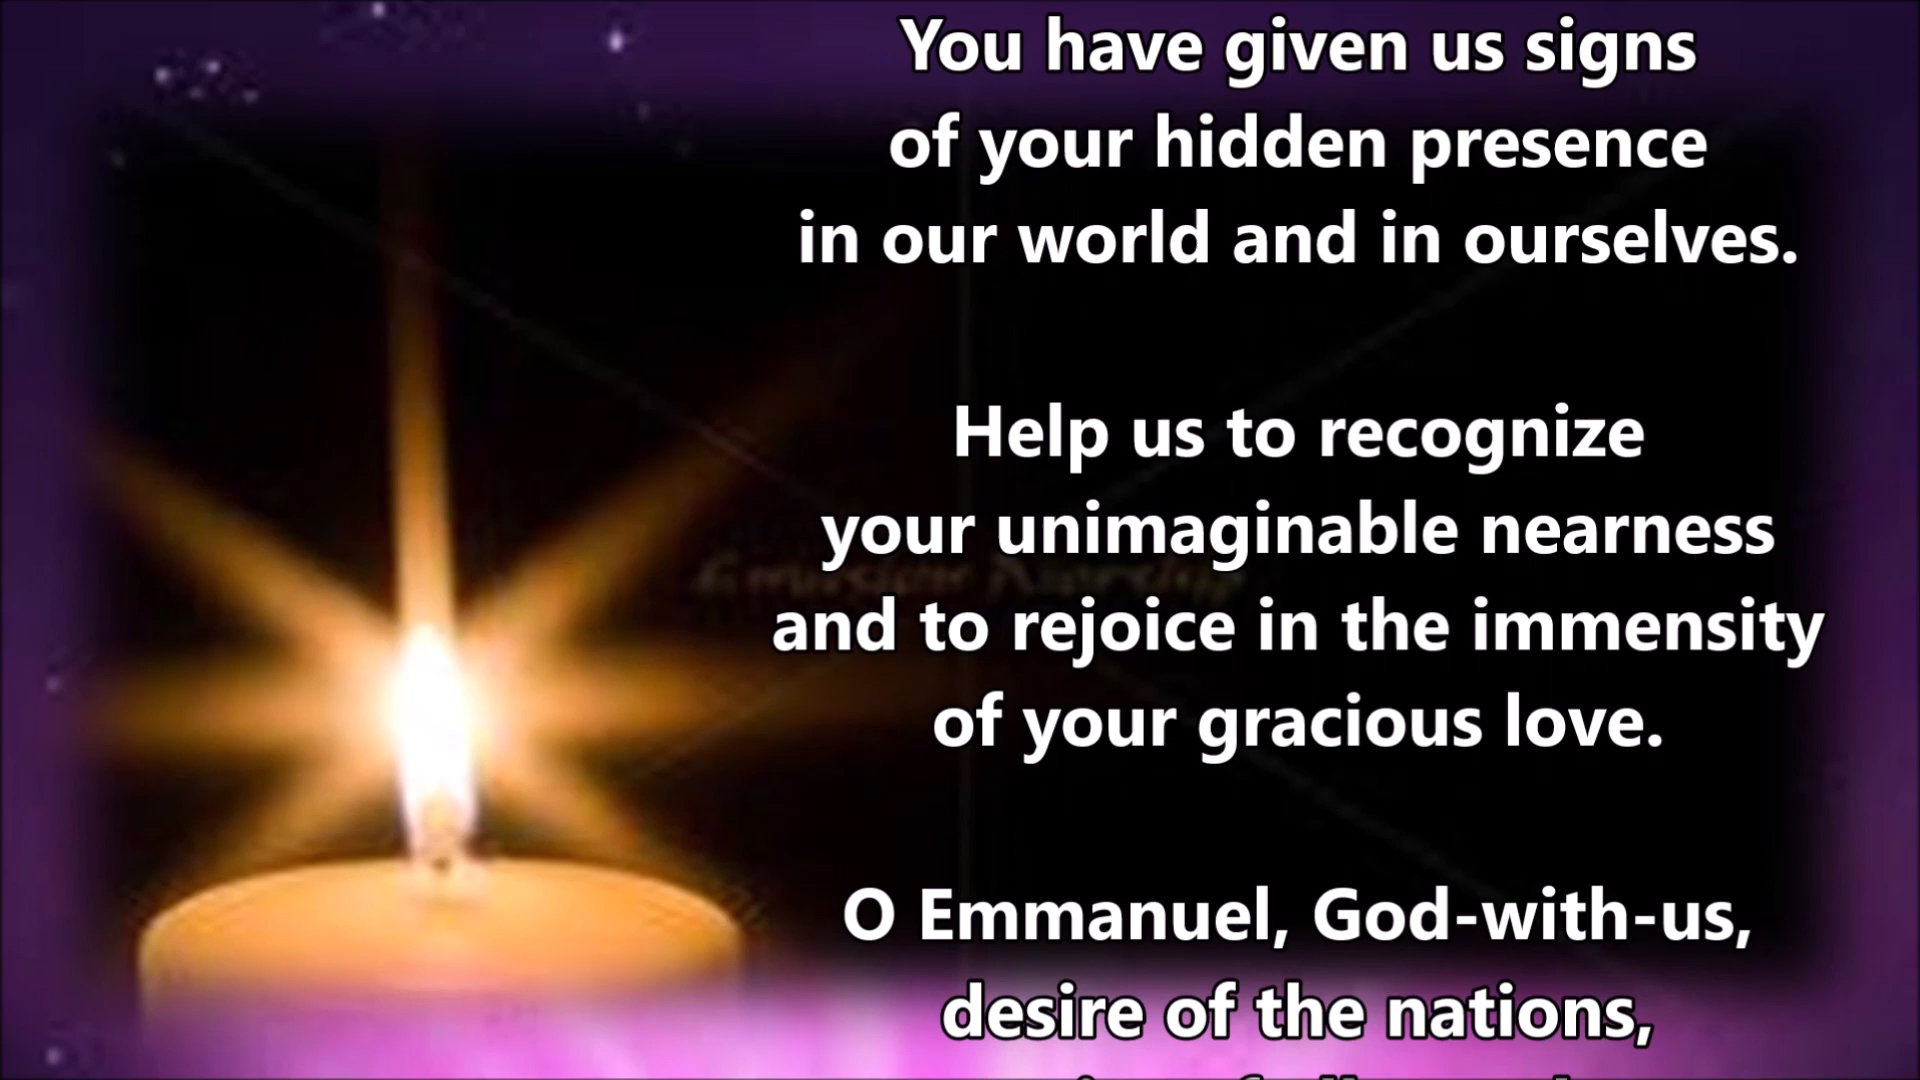 You have given us signs
of your hidden presence
in our world and in ourselves.
Help us to recognize
your unimaginable nearness
and to rejoice in the immensity
of your gracious love.
O Emmanuel, God-with-us,
desire of the nations,